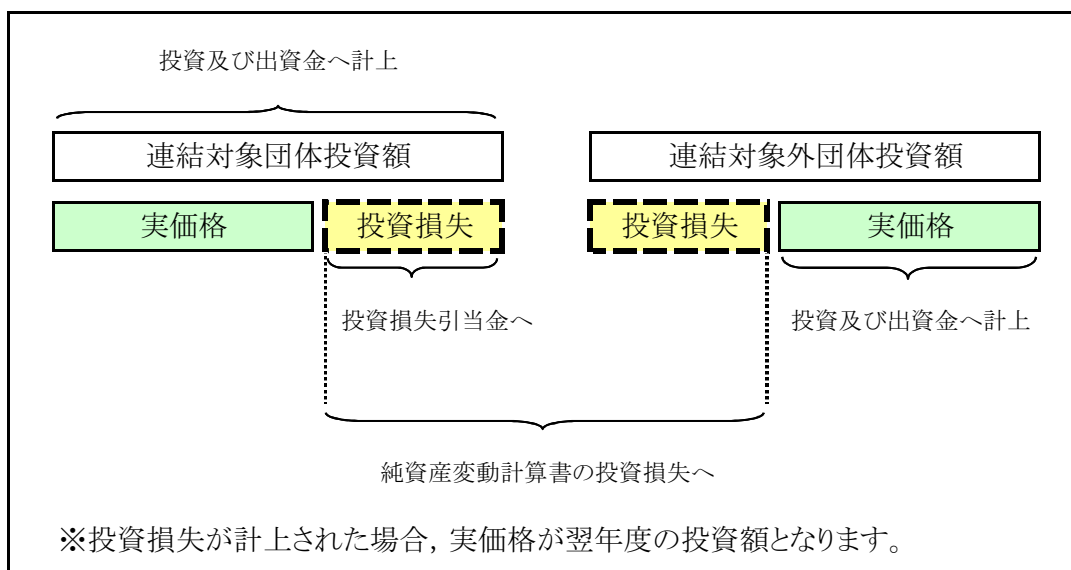 投資及び出資金へ計上
連結対象団体投資額
連結対象外団体投資額
実価格
投資損失
投資損失
実価格
投資損失引当金へ
投資及び出資金へ計上
純資産変動計算書の投資損失へ
※投資損失が計上された場合，実価格が翌年度の投資額となります。